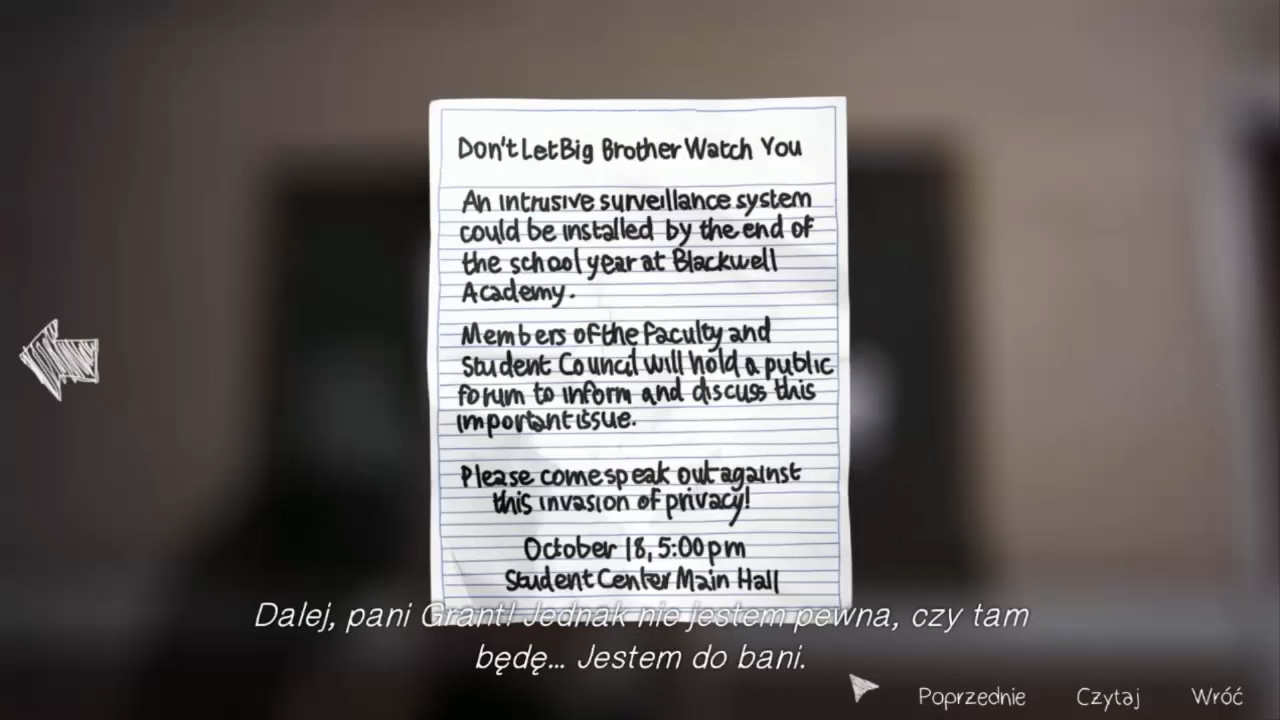 Don't Let Big Brother Watch You
An intrusive surveillance system
could be installed by the end of
the school year at Blackwell
Academy.
Members of the faculty and
Student Council will hold a public
forum to inform and discuss this
important issue.
Please come speak out against
this invasion of privacy!
October 18, 5:00pm
Student Center Main Hall
Dalej, pani Grant! Jednak nie jestem pewna, czy tam
będę... Jestem do bani.
Poprzednie Czytaj Wróć